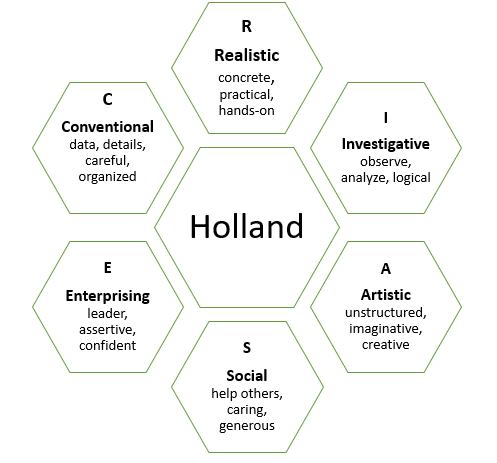 R
Realistic
concrete,
practical,
hands-on
I
Investigative
observe,
analyze, logical
A
Artistic
unstructured,
imaginative,
creative
S
Social
help others,
caring,
generous
E
Enterprising
leader,
assertive,
confident
C
Conventional
data, details,
careful,
organized
Holland